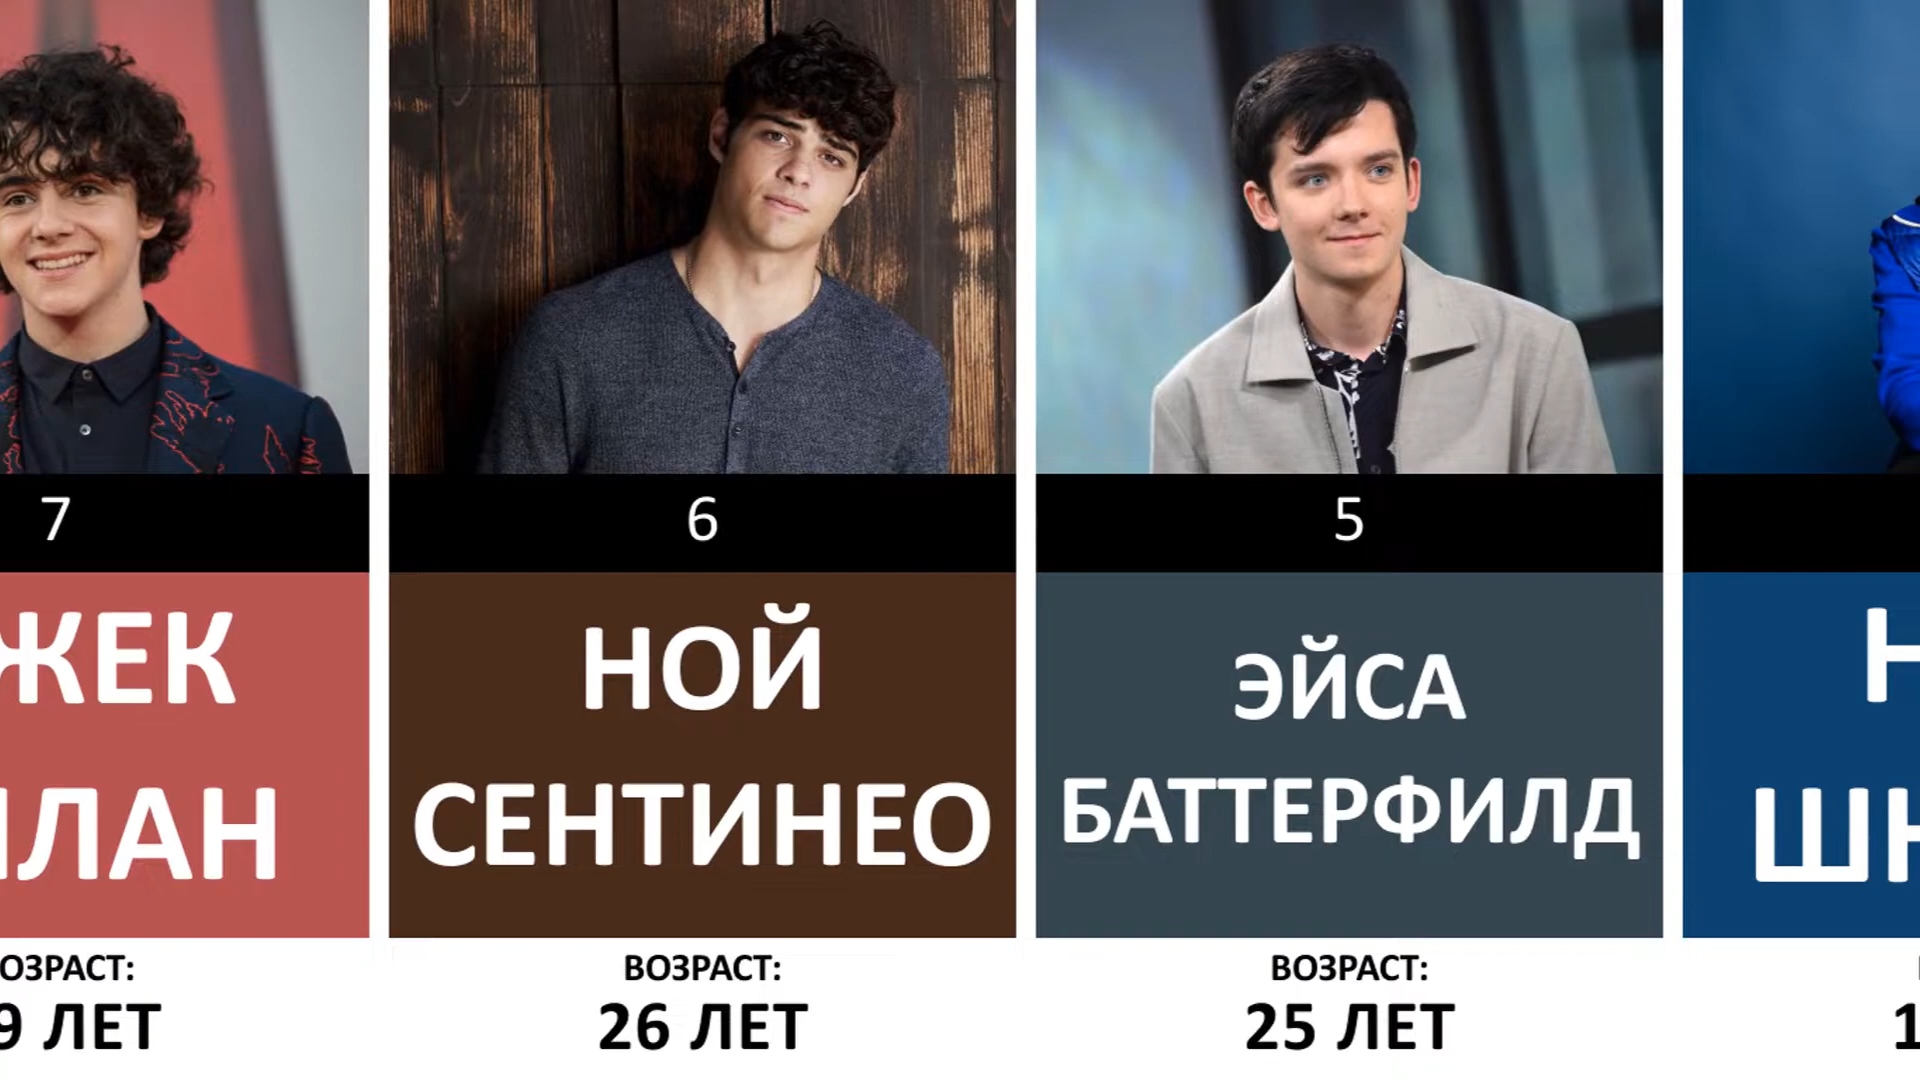 7
ЖЕК
ЛАН
ОЗРАСТ:
9 ЛЕТ
6
НОЙ
СЕНТИНЕО
ВОЗРАСТ:
26 ЛЕТ
5
ЭЙСА
БАТТЕРФИЛД
ВОЗРАСТ:
25 ЛЕТ
Н
ШН
1